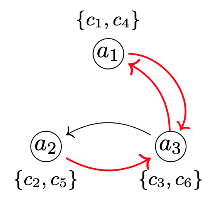 {c₁, c₄}
a₁
a₂ a₃
{c₂, c₅} {c₃, c₆}